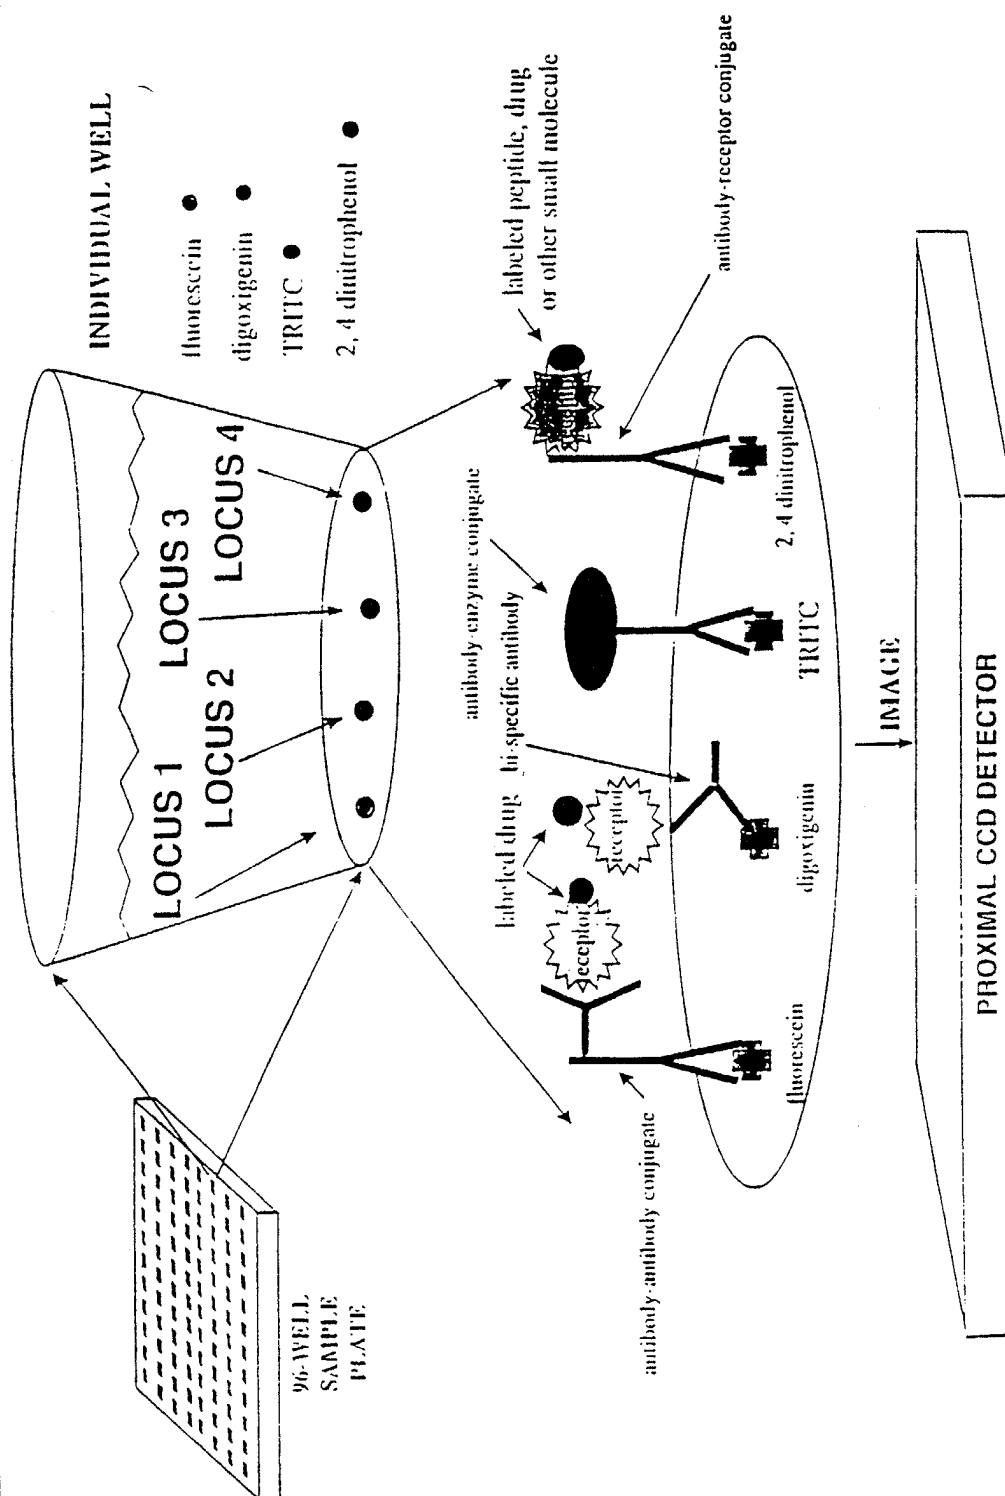 INDIVIDUAL WELL
fluorescein
digoxigenin
TRITC
2, 4 dinitrophenol
LOCUS 1
LOCUS 2
LOCUS 3
LOCUS 4
96-WELL
SAMPLE
PLATE
labeled drug
bi-specific antibody
antibody-enzyme conjugate
labeled peptide, drug
or other small molecule
antibody-receptor conjugate
antibody-antibody conjugate
receptor
receptor
fluorescein
digoxigenin
TRITC
2, 4 dinitrophenol
IMAGE
PROXIMAL CCD DETECTOR